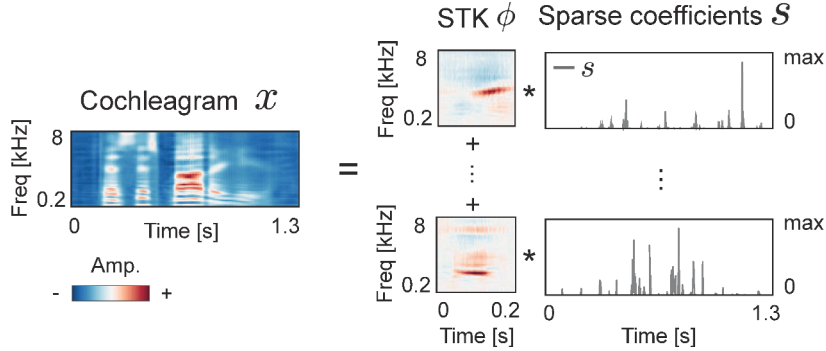 STK ϕ
Sparse coefficients s
Cochleagram x
Freq [kHz]
8
0.2
0
Time [s]
1.3
Amp.
-
+
=
Freq [kHz]
8
0.2
*
s
max
0
+
⋮
+
⋮
Freq [kHz]
8
0.2
0
0.2
Time [s]
*
max
0
0
1.3
Time [s]